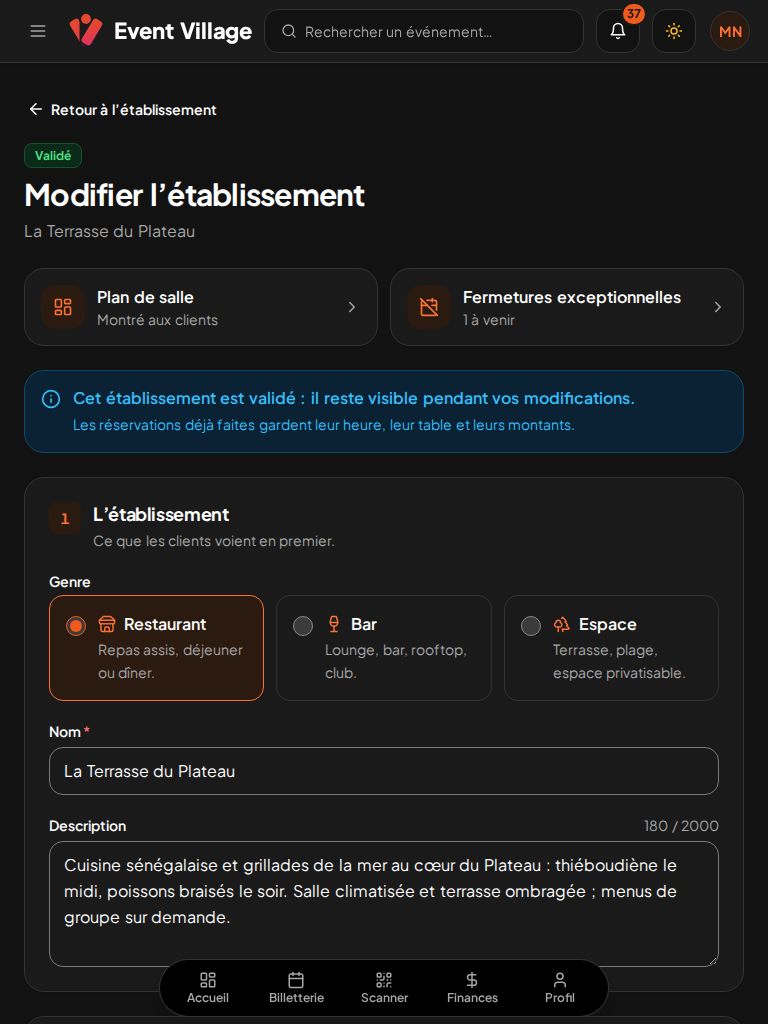 Event Village
Rechercher un événement...
37
MN
Retour à l’établissement
Validé
Modifier l’établissement
La Terrasse du Plateau
Plan de salle
Montré aux clients
Fermetures exceptionnelles
1 à venir
Cet établissement est validé : il reste visible pendant vos modifications.
Les réservations déjà faites gardent leur heure, leur table et leurs montants.
1
L’établissement
Ce que les clients voient en premier.
Genre
Restaurant
Repas assis, déjeuner
ou dîner.
Bar
Lounge, bar, rooftop,
club.
Espace
Terrasse, plage,
espace privatisable.
Nom *
La Terrasse du Plateau
Description
180 / 2000
Cuisine sénégalaise et grillades de la mer au cœur du Plateau : thiéboudiène le
midi, poissons braisés le soir. Salle climatisée et terrasse ombragée ; menus de
groupe sur demande.
Accueil
Billetterie
Scanner
Finances
Profil